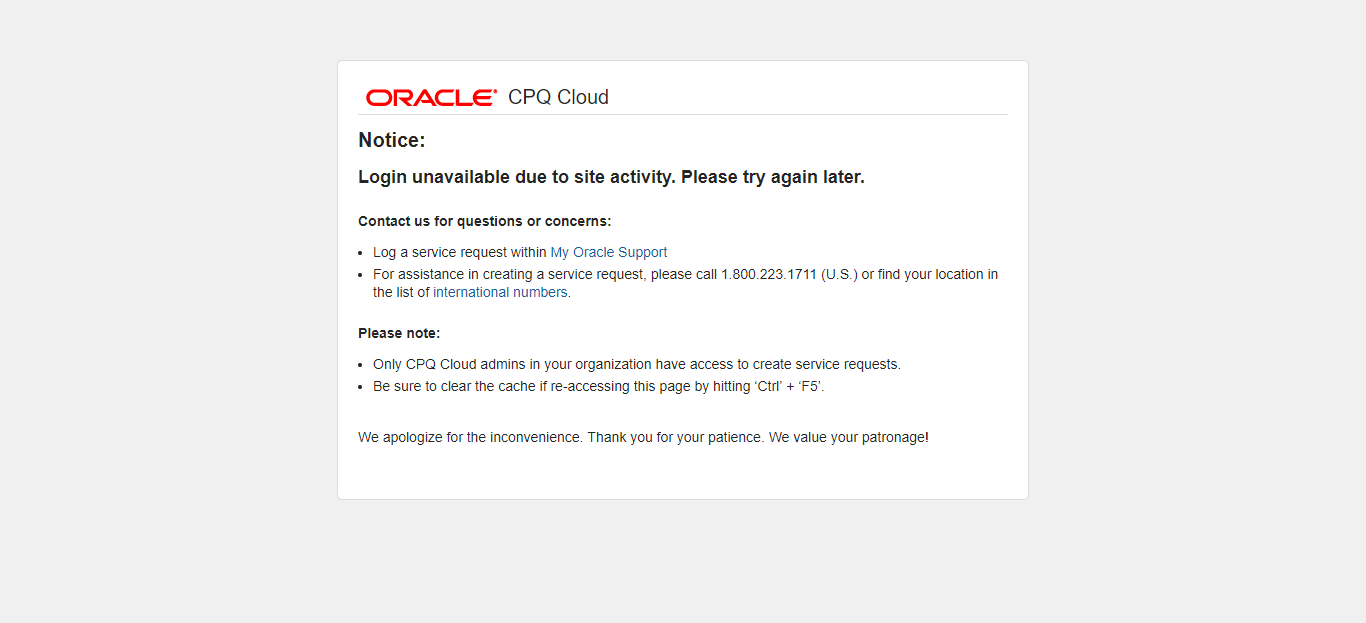 ORACLE® CPQ Cloud
Notice:
Login unavailable due to site activity. Please try again later.
Contact us for questions or concerns:
• Log a service request within My Oracle Support
• For assistance in creating a service request, please call 1.800.223.1711 (U.S.) or find your location in
the list of international numbers.
Please note:
• Only CPQ Cloud admins in your organization have access to create service requests.
• Be sure to clear the cache if re-accessing this page by hitting ‘Ctrl’ + ‘F5’.
We apologize for the inconvenience. Thank you for your patience. We value your patronage!